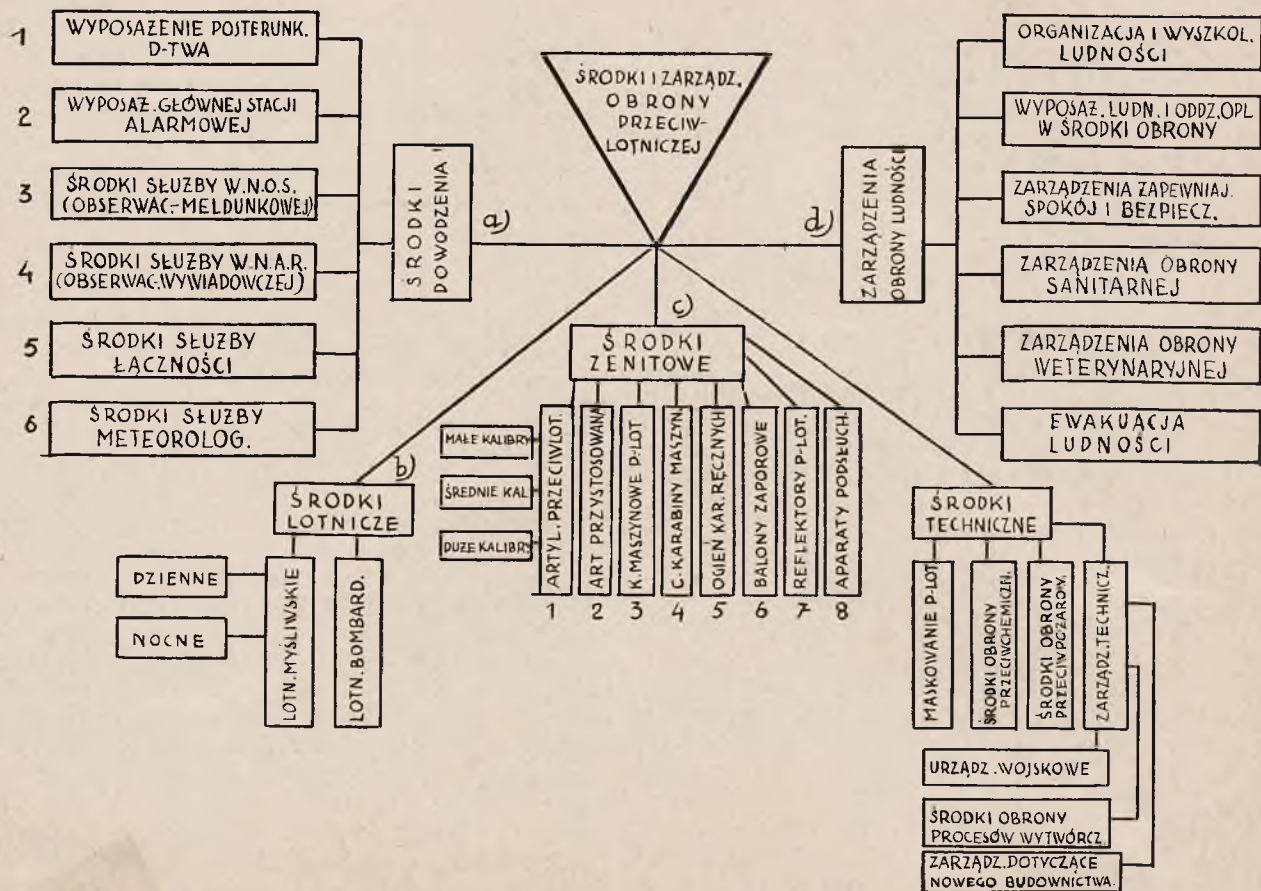 ŚRODKI I ZARZĄDZ.
OBRONY
PRZECIW-
LOTNICZEJ
a)
ŚRODKI
DOWODZENIA
1
WYPOSAŻENIE POSTERUNK.
D-TWA
2
WYPOSAŻ. GŁÓWNEJ STACJI
ALARMOWEJ
3
ŚRODKI SŁUŻBY W.N.O.S.
(OBSERWAC.-MELDUNKOWEJ)
4
ŚRODKI SŁUŻBY W.N.A.R.
(OBSERWAC.-WYWIADOWCZEJ)
5
ŚRODKI SŁUŻBY
ŁĄCZNOŚCI
6
ŚRODKI SŁUŻBY
METEOROLOG.
b)
ŚRODKI
LOTNICZE
DZIENNE
NOCNE
LOTN. MYŚLIWSKIE
LOTN. BOMBARD.
c)
ŚRODKI
ZENITOWE
MAŁE KALIBRY
ŚREDNIE KAL
DUŻE KALIBRY
ARTYL. PRZECIWLOT.
ART PRZYSTOSOWANA
K. MASZYNOWE P-LOT.
C. KARABINY MASZYN.
OGIEŃ KAR. RĘCZNYCH
BALONY ZAPOROWE
REFLEKTORY P-LOT.
APARATY PODSŁUCH.
1 2 3 4 5 6 7 8
d)
ZARZĄDZENIA
OBRONY LUDNOŚCI
ORGANIZACJA I WYSZKOL.
LUDNOŚCI
WYPOSAŻ. LUDN. I ODDZ. OPL
W ŚRODKI OBRONY
ZARZĄDZENIA ZAPEWNIAJ.
SPOKÓJ I BEZPIECZ.
ZARZĄDZENIA OBRONY
SANITARNEJ
ZARZĄDZENIA OBRONY
WETERYNARYJNEJ
EWAKUACJA
LUDNOŚCI
ŚRODKI
TECHNICZNE
MASKOWANIE P-LOT.
ŚRODKI OBRONY
PRZECIWCHEMICZN.
ŚRODKI OBRONY
PRZECIWPOŻAROW.
ZARZĄDZ. TECHNICZ.
URZĄDZ. WOJSKOWE
ŚRODKI OBRONY
PROCESÓW WYTWÓRCZ.
ZARZĄDZ. DOTYCZĄCE
NOWEGO BUDOWNICTWA.